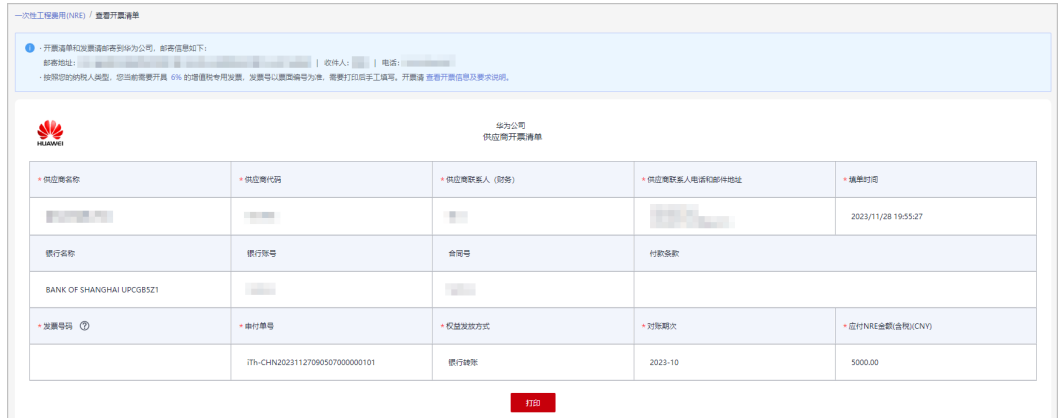 一次性工程费用(NRE) / 查看开票清单
· 开票清单和发票请邮寄到华为公司，邮寄信息如下：
邮寄地址： | 收件人： | 电话：
· 按照您的纳税人类型，您当前需要开具 6% 的增值税专用发票，发票号以票面编号为准，需要打印后手工填写。开票请 查看开票信息及要求说明。
HUAWEI
华为公司
供应商开票清单
* 供应商名称 * 供应商代码 * 供应商联系人（财务） * 供应商联系人电话和邮件地址 * 填单时间
2023/11/28 19:55:27
银行名称 银行账号 合同号 付款条款
BANK OF SHANGHAI UPCGB5Z1
* 发票号码 ? * 申付单号 * 权益发放方式 * 对账期次 * 应付NRE金额(含税)(CNY)
iTh-CHN20231127090507000000101 银行转账 2023-10 5000.00
打印